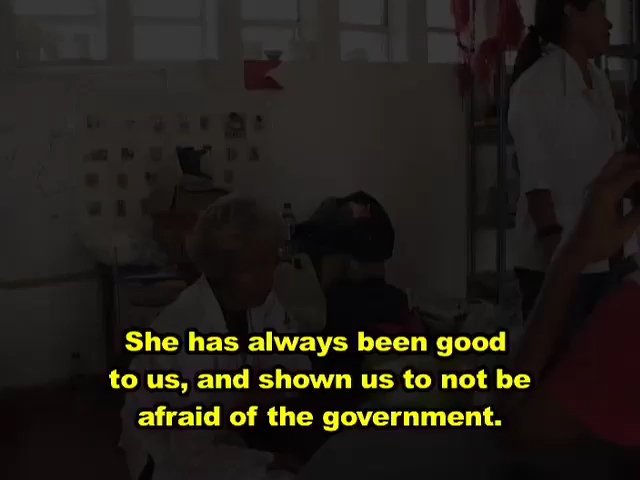 She has always been good
to us, and shown us to not be
afraid of the government.